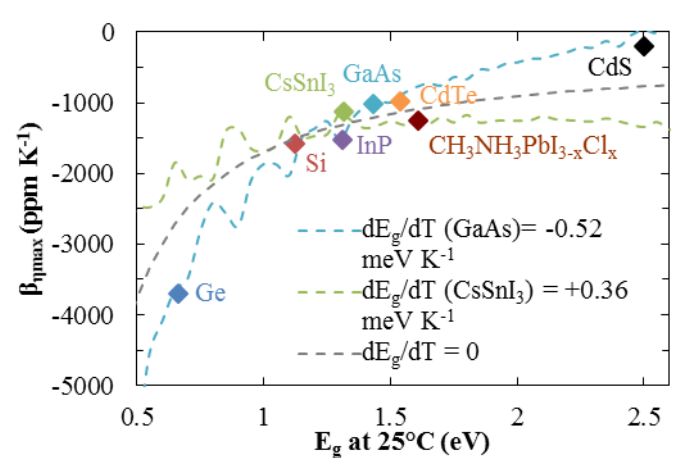 0
-1000
-2000
-3000
-4000
-5000
β_ηmax (ppm K⁻¹)
CsSnI₃
GaAs
CdTe
CdS
Si
InP
CH₃NH₃PbI₃₋ₓClₓ
Ge
dE_g/dT (GaAs)= -0.52
meV K⁻¹
dE_g/dT (CsSnI₃) = +0.36
meV K⁻¹
dE_g/dT = 0
0.5 1 1.5 2 2.5
E_g at 25°C (eV)